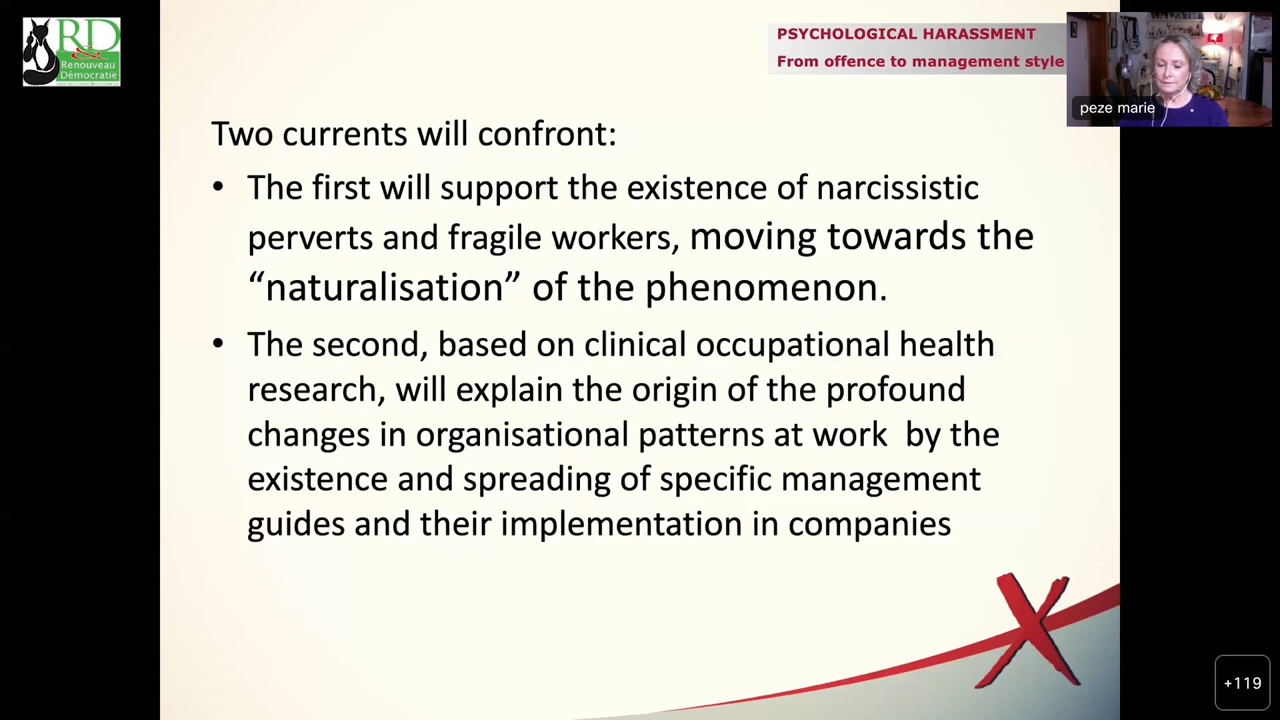 RD
Renouveau
Démocratie
PSYCHOLOGICAL HARASSMENT
From offence to management style
peze marie
Two currents will confront:
• The first will support the existence of narcissistic
perverts and fragile workers, moving towards the
“naturalisation” of the phenomenon.
• The second, based on clinical occupational health
research, will explain the origin of the profound
changes in organisational patterns at work by the
existence and spreading of specific management
guides and their implementation in companies
+119